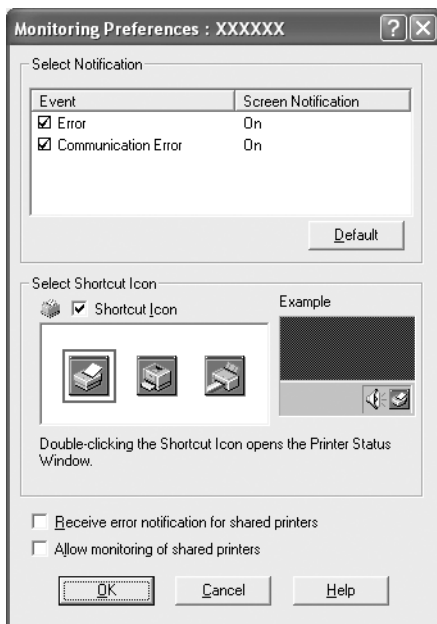 Monitoring Preferences : XXXXXX
Select Notification
Event Screen Notification
Error On
Communication Error On
Default
Select Shortcut Icon
Shortcut Icon Example
Double-clicking the Shortcut Icon opens the Printer Status
Window.
Receive error notification for shared printers
Allow monitoring of shared printers
OK Cancel Help